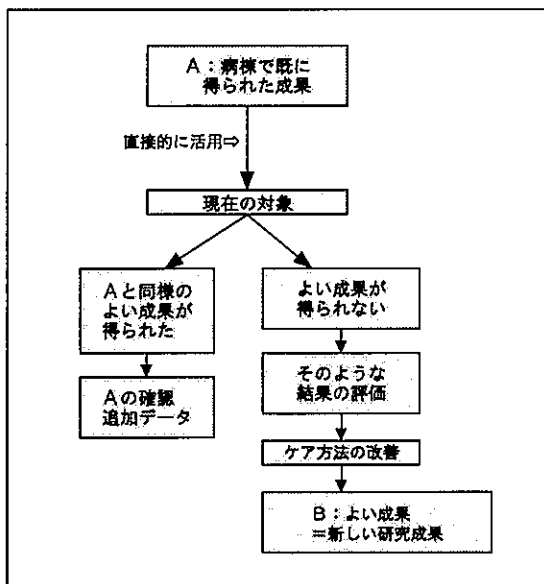 A：病棟で既に
得られた成果
直接的に活用⇨
現在の対象
Aと同様の
よい成果が
得られた
よい成果が
得られない
Aの確認
追加データ
そのような
結果の評価
ケア方法の改善
B：よい成果
＝新しい研究成果